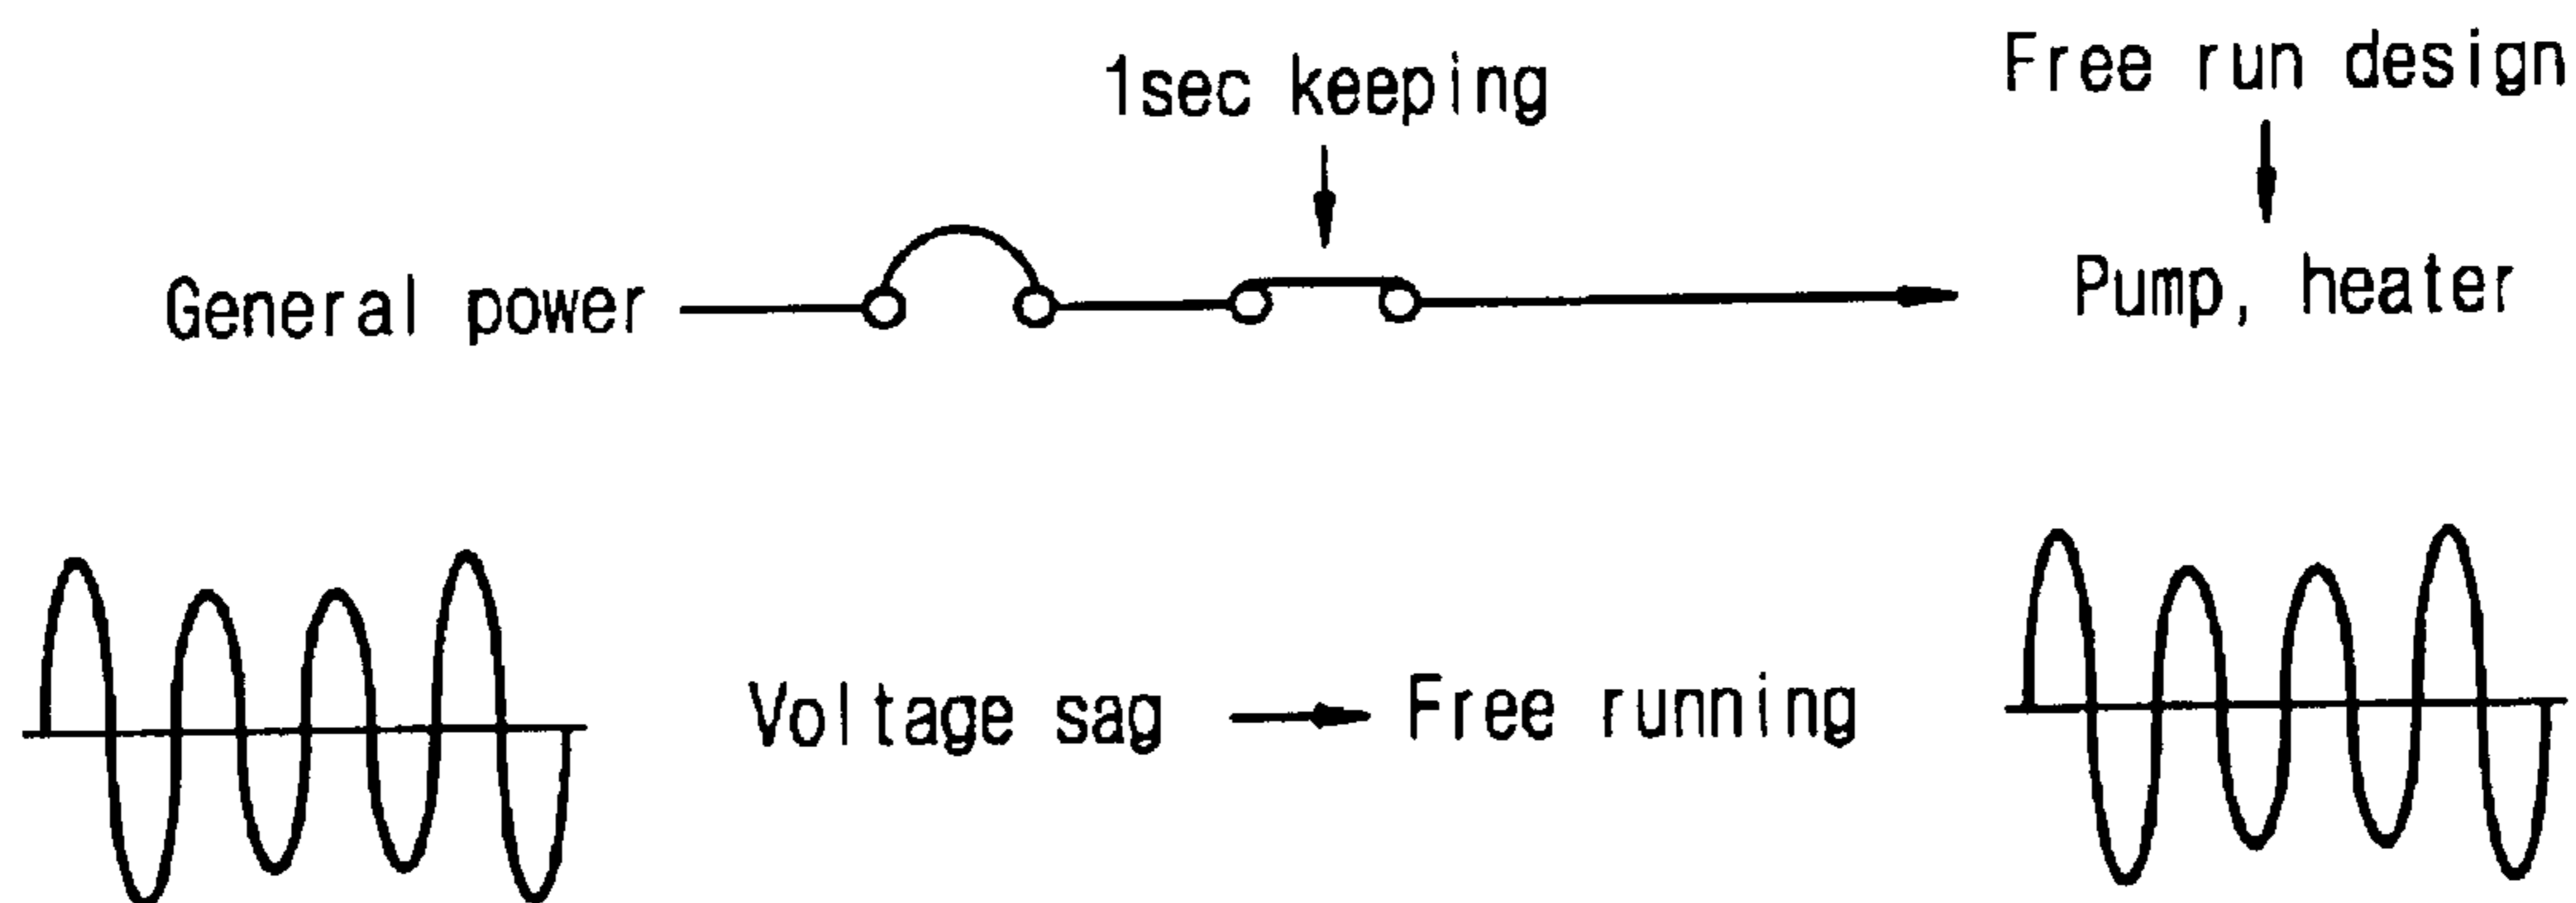 Free run design
1sec keeping
General power
Pump, heater
Voltage sag
Free running